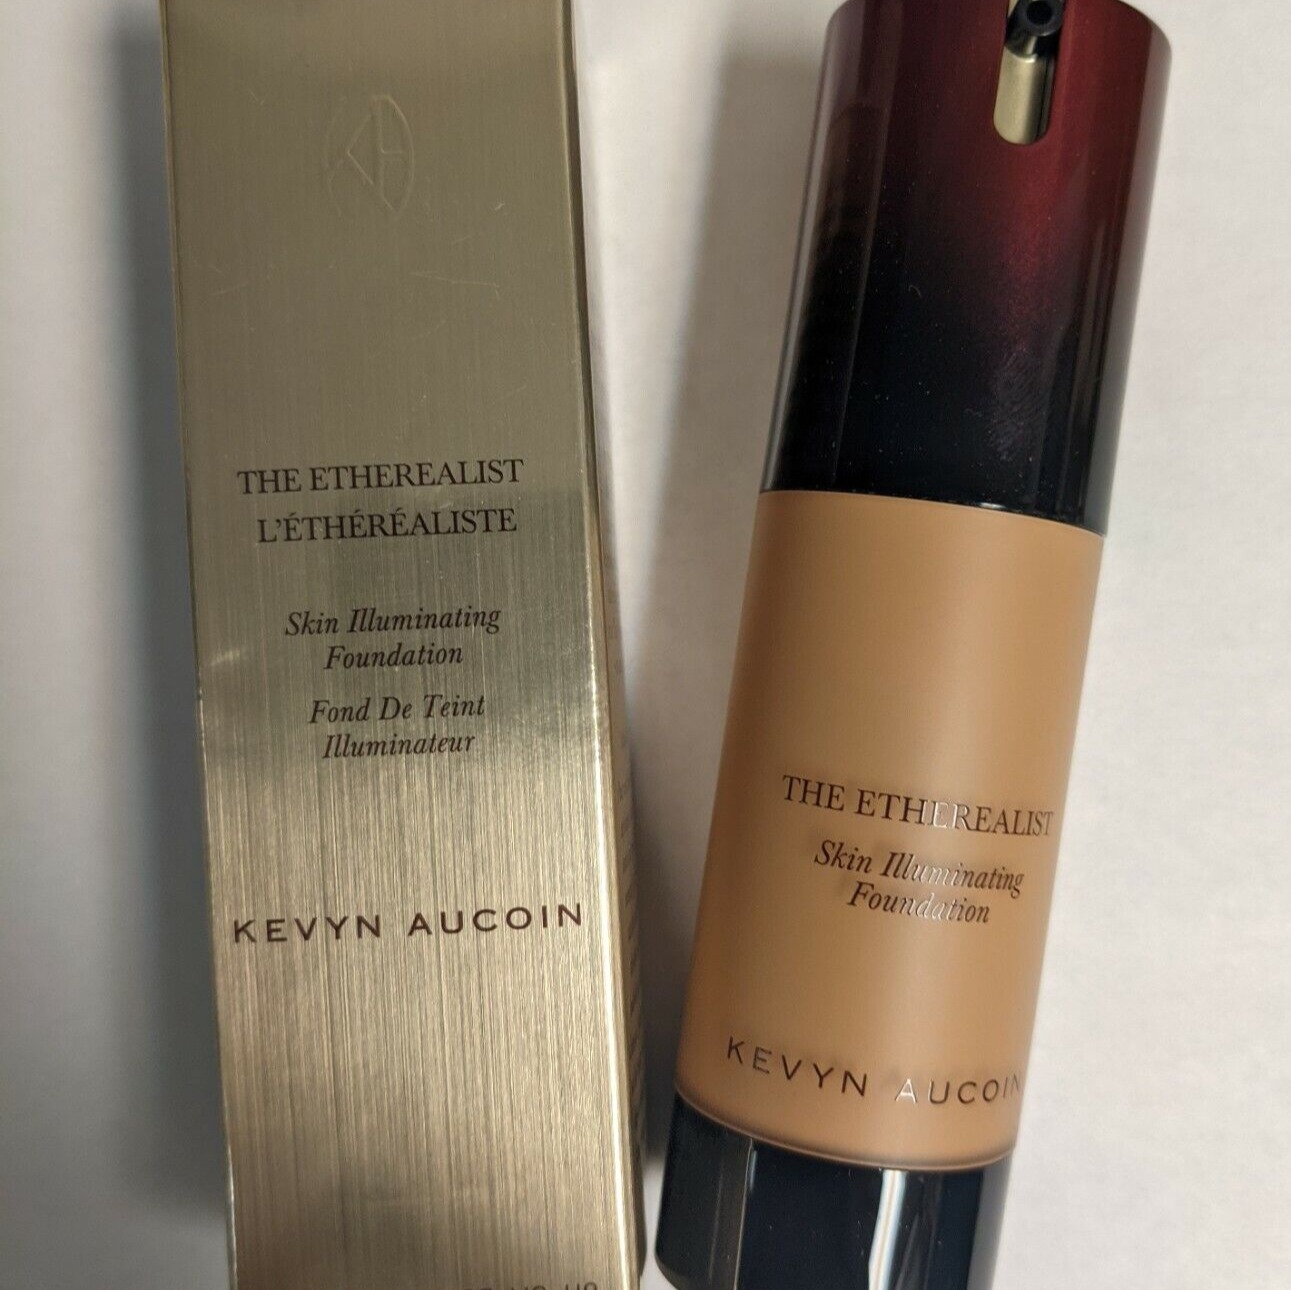 THE ETHEREALIST
L'ÉTHÉRÉALISTE
Skin Illuminating
Foundation
Fond De Teint
Illuminateur
KEVYN AUCOIN
THE ETHEREALIST
Skin Illuminating
Foundation
KEVYN AUCOIN